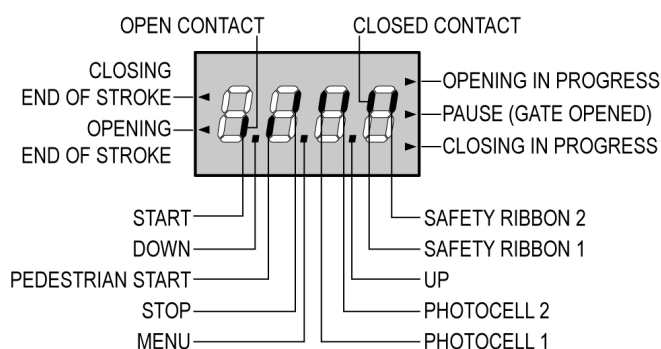 OPEN CONTACT
CLOSED CONTACT
CLOSING
END OF STROKE
OPENING
END OF STROKE
OPENING IN PROGRESS
PAUSE (GATE OPENED)
CLOSING IN PROGRESS
START
DOWN
PEDESTRIAN START
STOP
MENU
SAFETY RIBBON 2
SAFETY RIBBON 1
UP
PHOTOCELL 2
PHOTOCELL 1